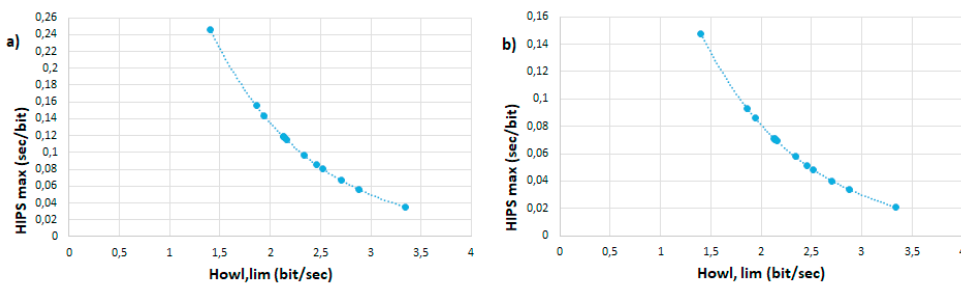 a)
HIPS max (sec/bit)
0,26
0,24
0,22
0,2
0,18
0,16
0,14
0,12
0,1
0,08
0,06
0,04
0,02
0
0 0,5 1 1,5 2 2,5 3 3,5 4
Howl,lim (bit/sec)
b)
HIPS max (sec/bit)
0,16
0,14
0,12
0,1
0,08
0,06
0,04
0,02
0
0 0,5 1 1,5 2 2,5 3 3,5 4
Howl, lim (bit/sec)